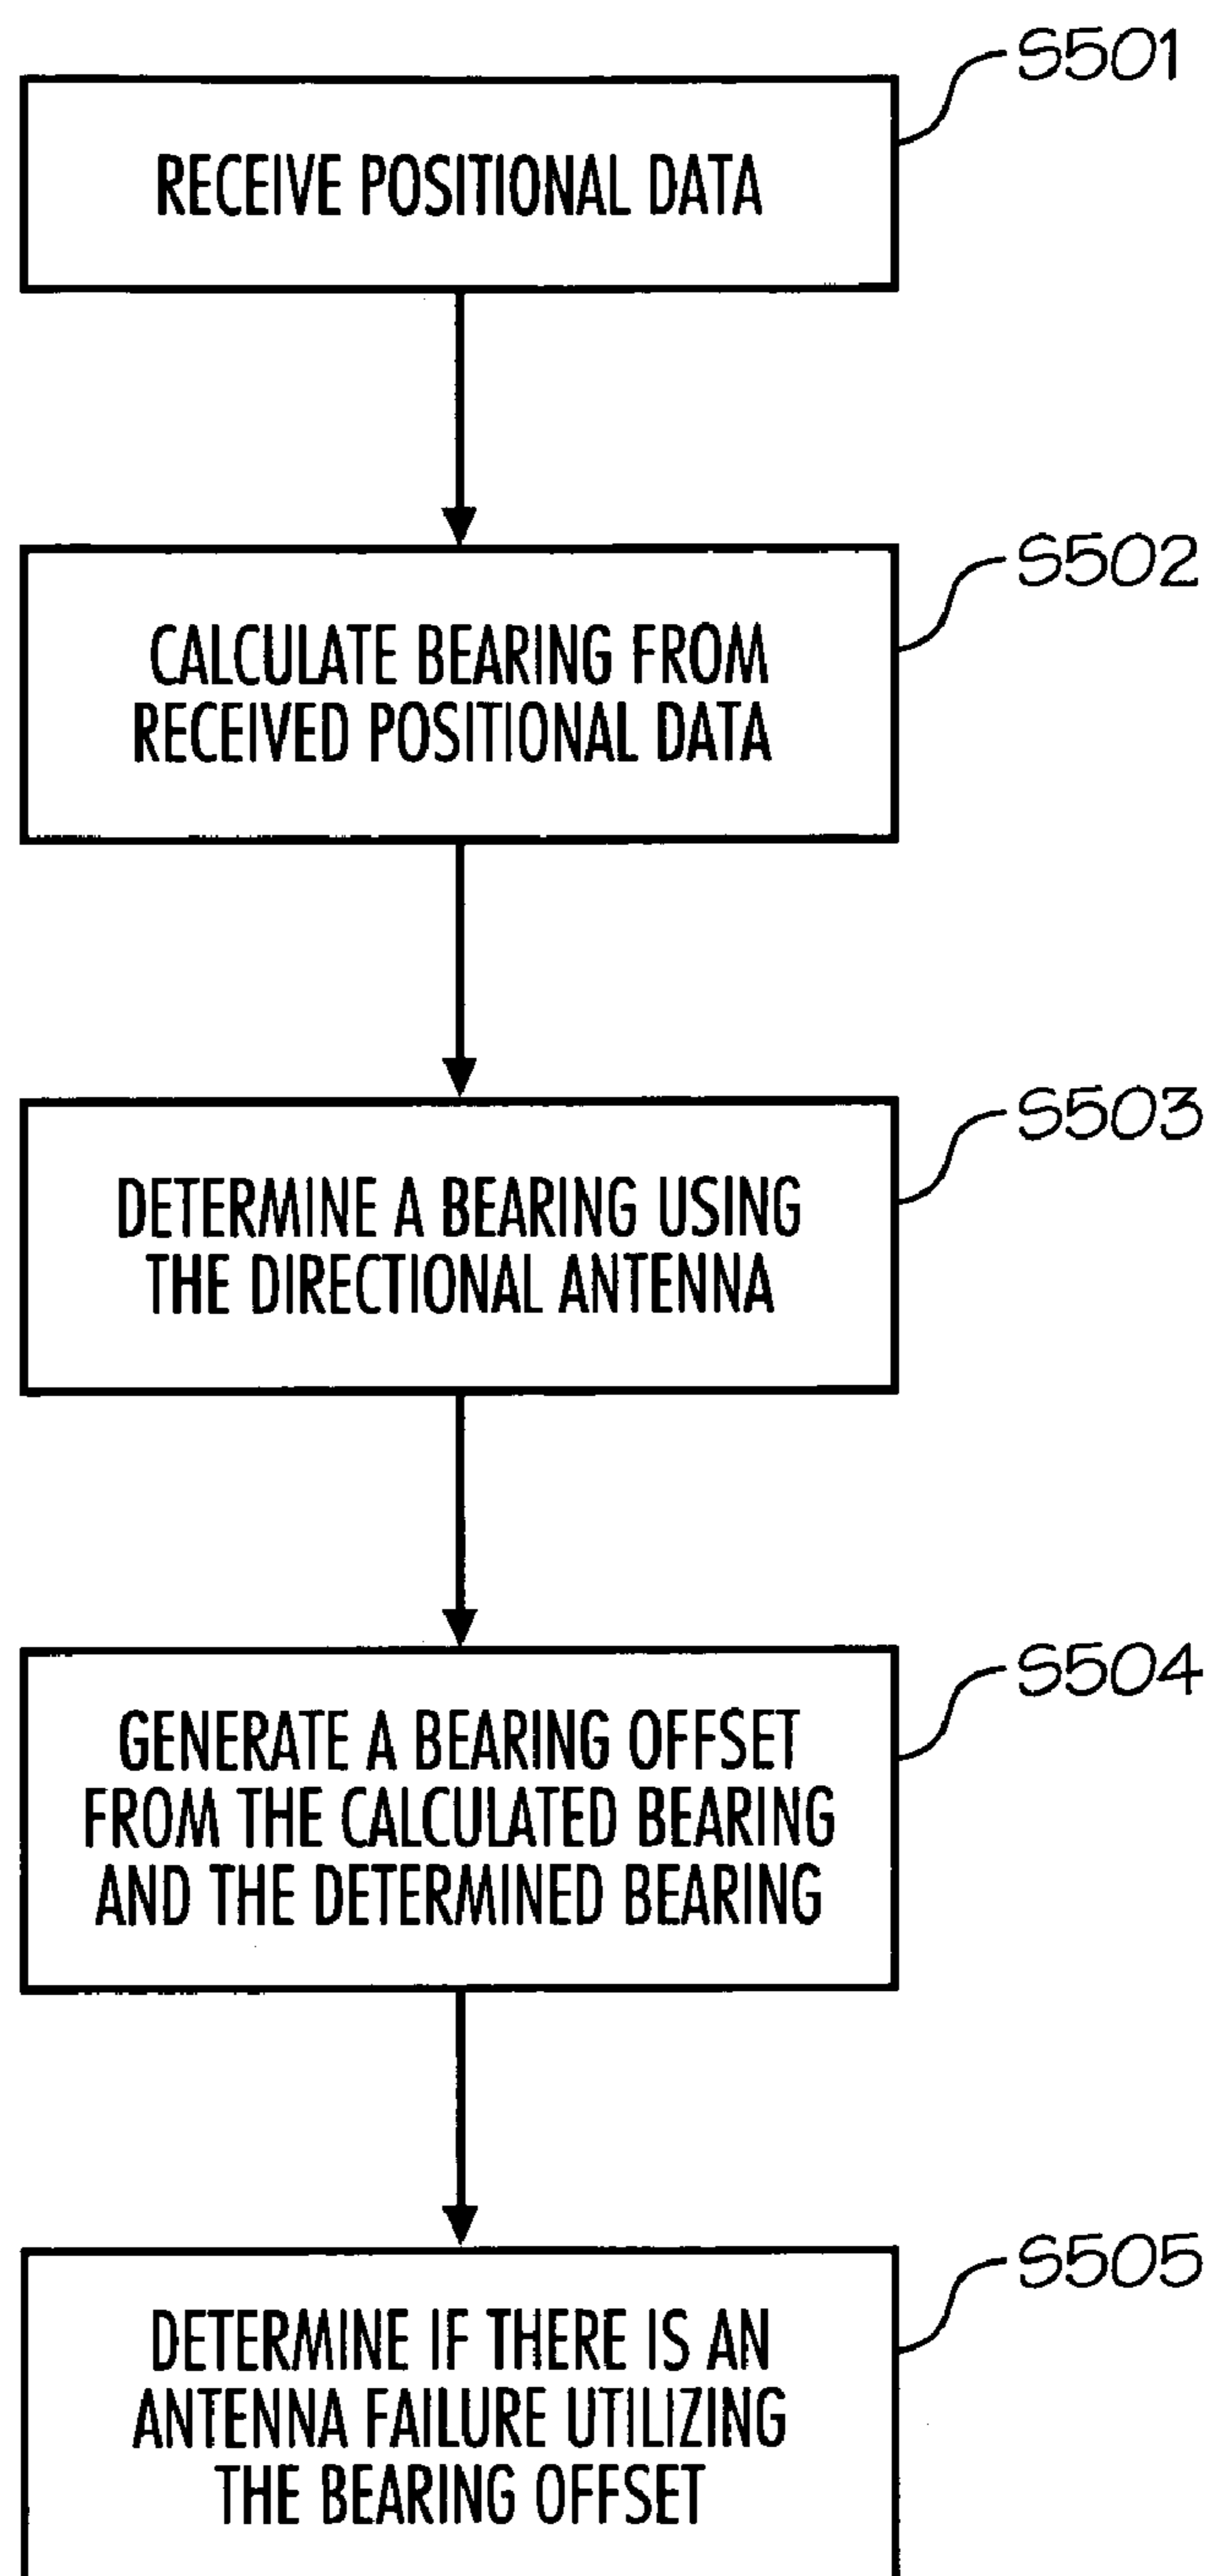 S501
RECEIVE POSITIONAL DATA
S502
CALCULATE BEARING FROM
RECEIVED POSITIONAL DATA
S503
DETERMINE A BEARING USING
THE DIRECTIONAL ANTENNA
S504
GENERATE A BEARING OFFSET
FROM THE CALCULATED BEARING
AND THE DETERMINED BEARING
S505
DETERMINE IF THERE IS AN
ANTENNA FAILURE UTILIZING
THE BEARING OFFSET